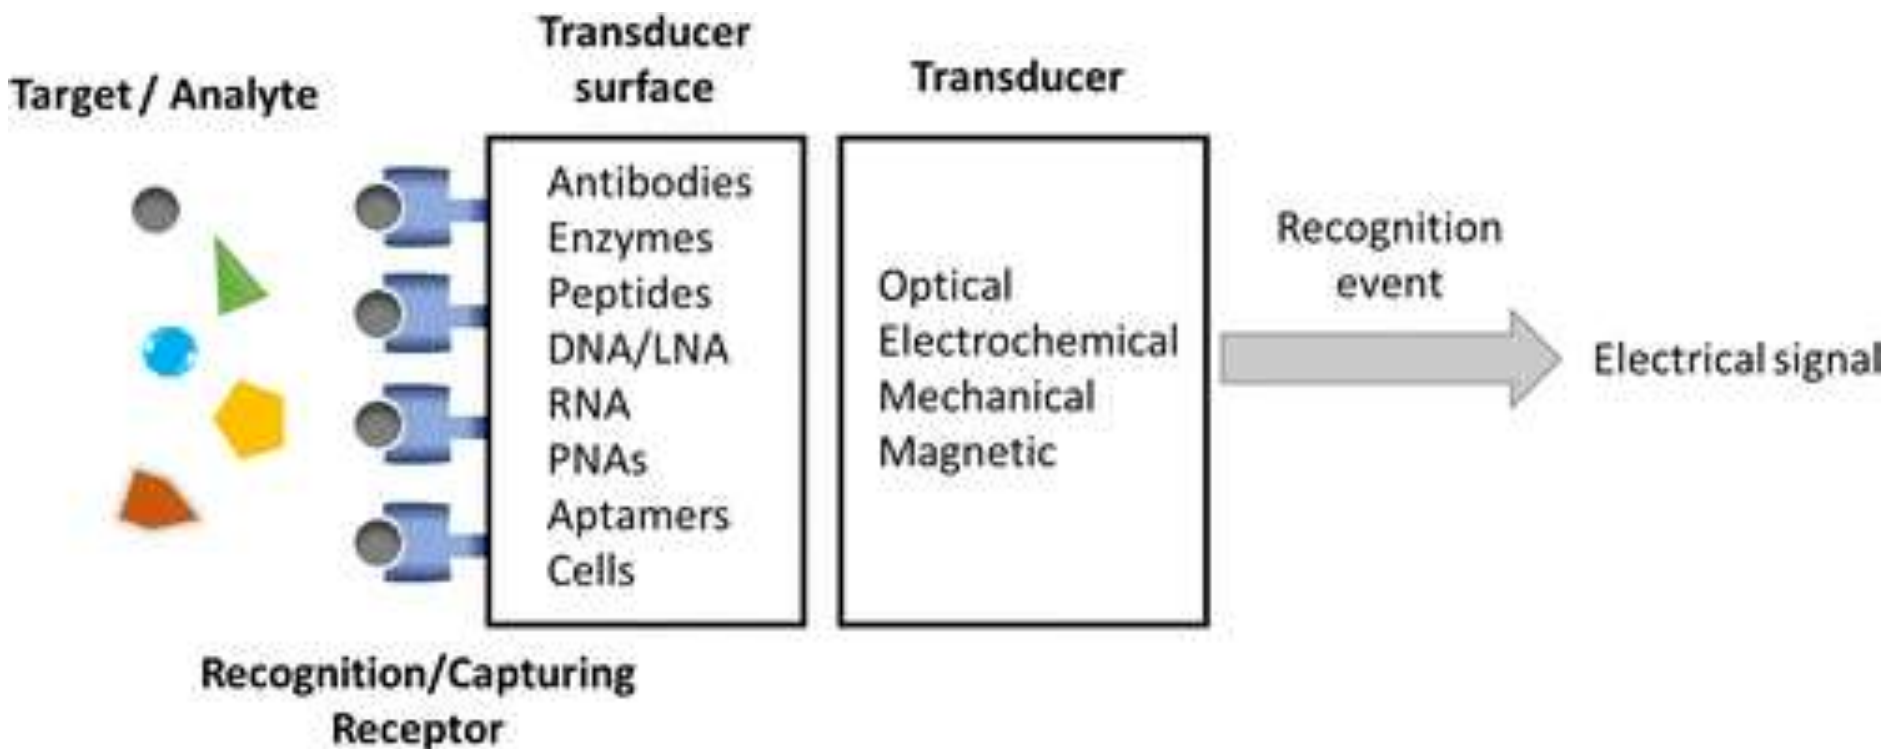 Target / Analyte
Transducer
surface
Transducer
Antibodies
Enzymes
Peptides
DNA/LNA
RNA
PNAs
Aptamers
Cells
Optical
Electrochemical
Mechanical
Magnetic
Recognition
event
Electrical signal
Recognition/Capturing
Receptor